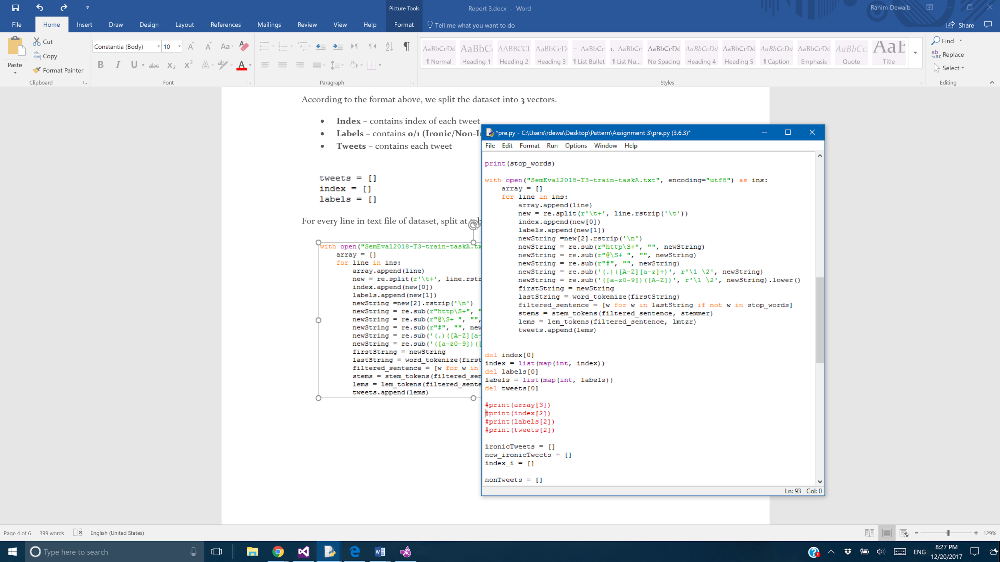 Picture Tools
Report 3.docx - Word
Ranim Dewaib
File Home Insert Draw Design Layout References Mailings Review View Help Format Tell me what you want to do Share
Paste
Cut
Copy
Format Painter
Clipboard
Constantia (Body) 10
Font
Paragraph
AaBbCcDd AaBbC AABBCCI AaBbCcD – AaBbCc 1. AaBbCc AaBbCcDd AaBbCcDd AaBbCcDd AaBbCcDd AaBbCcDd AaBbCc AaB
¶ Normal Heading 1 Heading 2 Heading 3 ¶ List Bullet ¶ List Nu... No Spacing Heading 4 Heading 5 ¶ Caption Emphasis Quote Title
Styles
Find
Replace
Select
Editing
According to the format above, we split the dataset into 3 vectors.
• Index – contains index of each tweet
• Labels – contains 0/1 (Ironic/Non-I
• Tweets – contains each tweet
tweets = []
index = []
labels = []
For every line in text file of dataset, split at
with open("SemEval2018-T3-train-taskA.tx
array = []
for line in ins:
array.append(line)
new = re.split(r'\t+', line.rstr
index.append(new[0])
labels.append(new[1])
newString =new[2].rstrip('\n')
newString = re.sub(r"http\S+", "
newString = re.sub(r"@\S+ ", "",
newString = re.sub(r"#", "", new
newString = re.sub('(.)([A-Z][a-
newString = re.sub('([a-z0-9])([
firstString = newString
lastString = word_tokenize(first
filtered_sentence = [w for w in
stems = stem_tokens(filtered_sen
lems = lem_tokens(filtered_sente
tweets.append(lems)
*pre.py - C:\Users\rdewa\Desktop\Pattern\Assignment 3\pre.py (3.6.3)*
File Edit Format Run Options Window Help
print(stop_words)
with open("SemEval2018-T3-train-taskA.txt", encoding="utf8") as ins:
array = []
for line in ins:
array.append(line)
new = re.split(r'\t+', line.rstrip('\t'))
index.append(new[0])
labels.append(new[1])
newString =new[2].rstrip('\n')
newString = re.sub(r"http\S+", "", newString)
newString = re.sub(r"@\S+ ", "", newString)
newString = re.sub(r"#", "", newString)
newString = re.sub('(.)([A-Z][a-z]+)', r'\1 \2', newString)
newString = re.sub('([a-z0-9])([A-Z])', r'\1 \2', newString).lower()
firstString = newString
lastString = word_tokenize(firstString)
filtered_sentence = [w for w in lastString if not w in stop_words]
stems = stem_tokens(filtered_sentence, stemmer)
lems = lem_tokens(filtered_sentence, lmtzr)
tweets.append(lems)
del index[0]
index = list(map(int, index))
del labels[0]
labels = list(map(int, labels))
del tweets[0]
#print(array[3])
#print(index[2])
#print(labels[2])
#print(tweets[2])
ironicTweets = []
new_ironicTweets = []
index_i = []
nonTweets = []
Ln: 93 Col: 0
Page 4 of 6 399 words English (United States) 129%
Type here to search
ENG
8:27 PM
12/20/2017